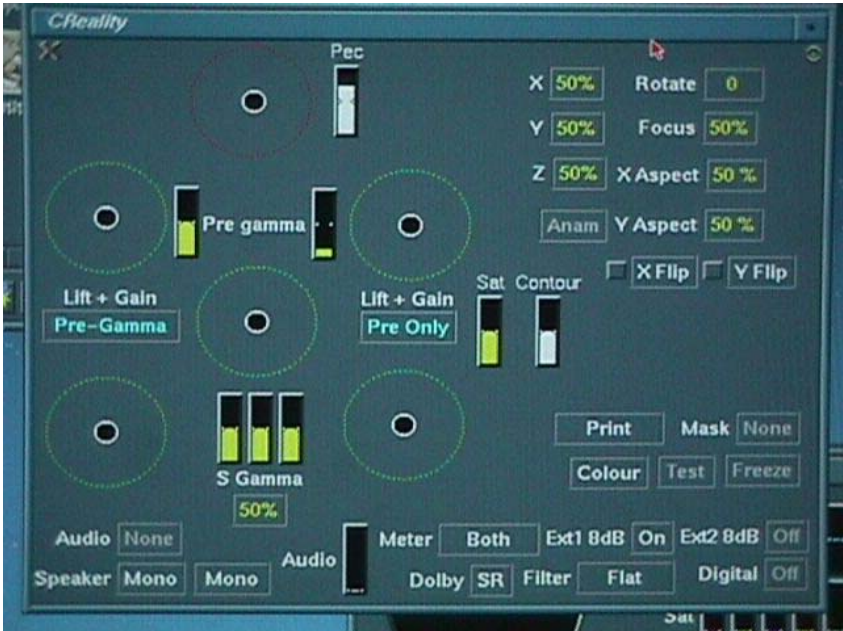 CReality
Pec
X 50% Rotate 0
Y 50% Focus 50%
Z 50% X Aspect 50 %
Anam Y Aspect 50 %
X Flip Y Flip
Pre gamma
Sat Contour
Lift + Gain
Pre-Gamma
Lift + Gain
Pre Only
Print Mask None
Colour Test Freeze
S Gamma
50%
Audio None
Speaker Mono Mono
Audio
Meter Both Ext1 8dB On Ext2 8dB Off
Dolby SR Filter Flat Digital Off
Sat